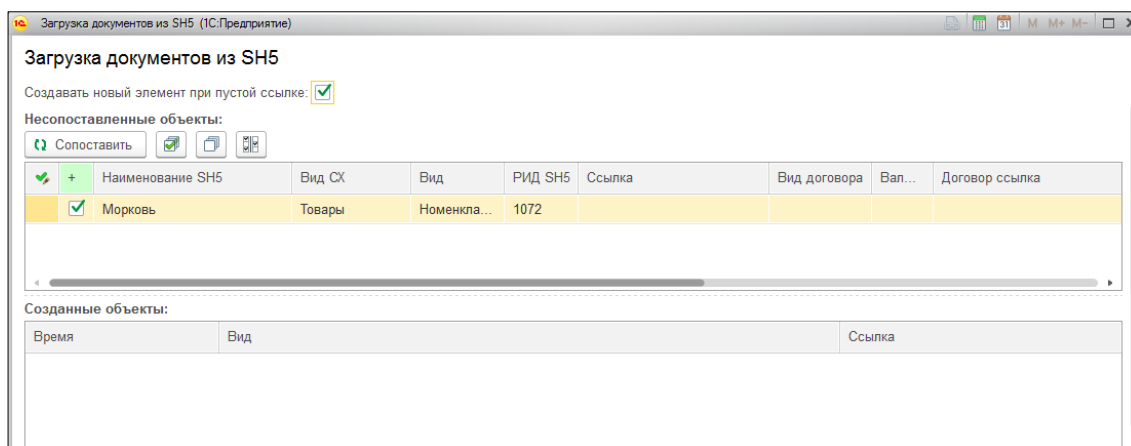 1С Загрузка документов из SH5 (1С:Предприятие) 31 M M+ M-
Загрузка документов из SH5
Создавать новый элемент при пустой ссылке:
Несопоставленные объекты:
Сопоставить
+ Наименование SH5 Вид СХ Вид РИД SH5 Ссылка Вид договора Вал... Договор ссылка
Морковь Товары Номенкла... 1072
Созданные объекты:
Время Вид Ссылка